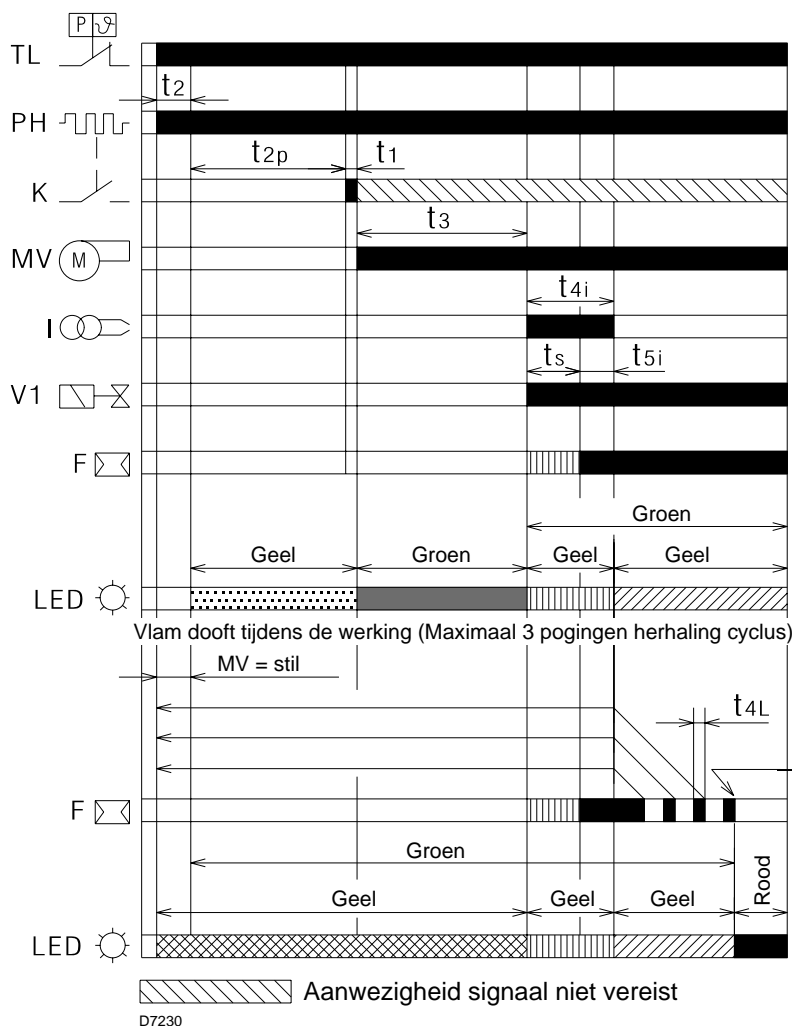 P ϑ
TL
t2
PH
t2p t1
K
t3
MV M
t4i
I
ts t5i
V1
F
Groen
Geel Groen Geel Geel
LED
Vlam dooft tijdens de werking (Maximaal 3 pogingen herhaling cyclus)
MV = stil
t4L
F
Groen
Geel Geel Geel Rood
LED
Aanwezigheid signaal niet vereist
D7230